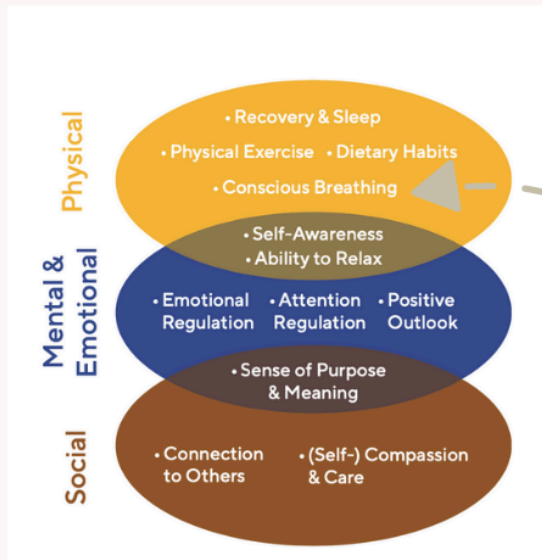 Physical
• Recovery & Sleep
• Physical Exercise • Dietary Habits
• Conscious Breathing
• Self-Awareness
• Ability to Relax
Mental &
Emotional
• Emotional • Attention • Positive
Regulation Regulation Outlook
• Sense of Purpose
& Meaning
Social
• Connection • (Self-) Compassion
to Others & Care